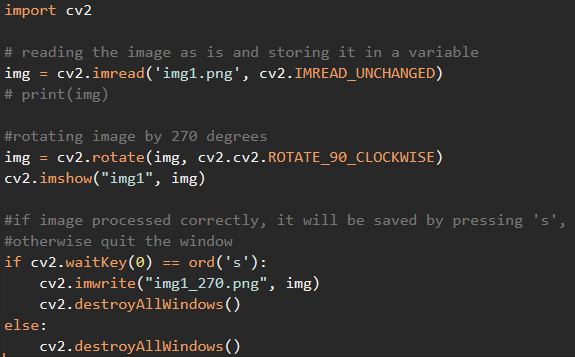 import cv2
# reading the image as is and storing it in a variable
img = cv2.imread('img1.png', cv2.IMREAD_UNCHANGED)
# print(img)
#rotating image by 270 degrees
img = cv2.rotate(img, cv2.cv2.ROTATE_90_CLOCKWISE)
cv2.imshow("img1", img)
#if image processed correctly, it will be saved by pressing 's',
#otherwise quit the window
if cv2.waitKey(0) == ord('s'):
    cv2.imwrite("img1_270.png", img)
    cv2.destroyAllWindows()
else:
    cv2.destroyAllWindows()